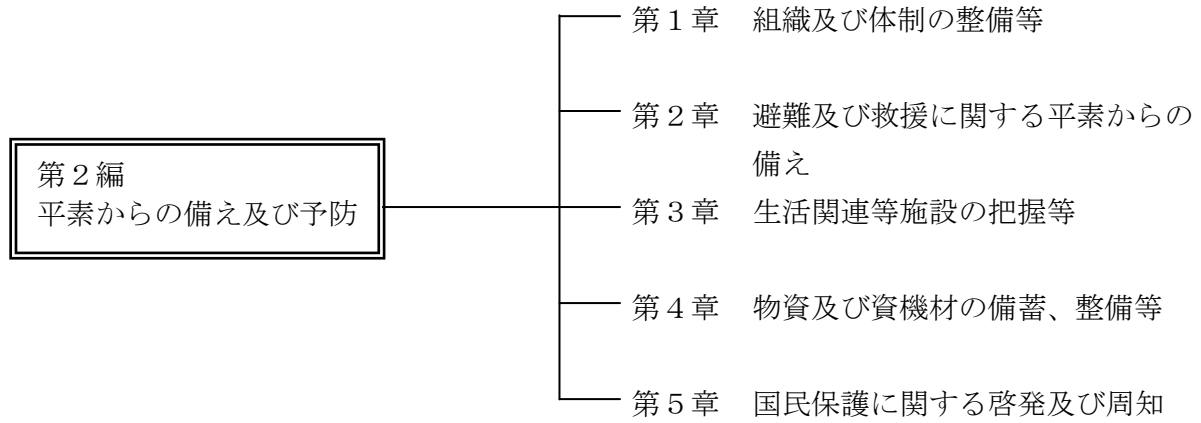 第２編
平素からの備え及び予防
第１章　組織及び体制の整備等
第２章　避難及び救援に関する平素からの
備え
第３章　生活関連等施設の把握等
第４章　物資及び資機材の備蓄、整備等
第５章　国民保護に関する啓発及び周知